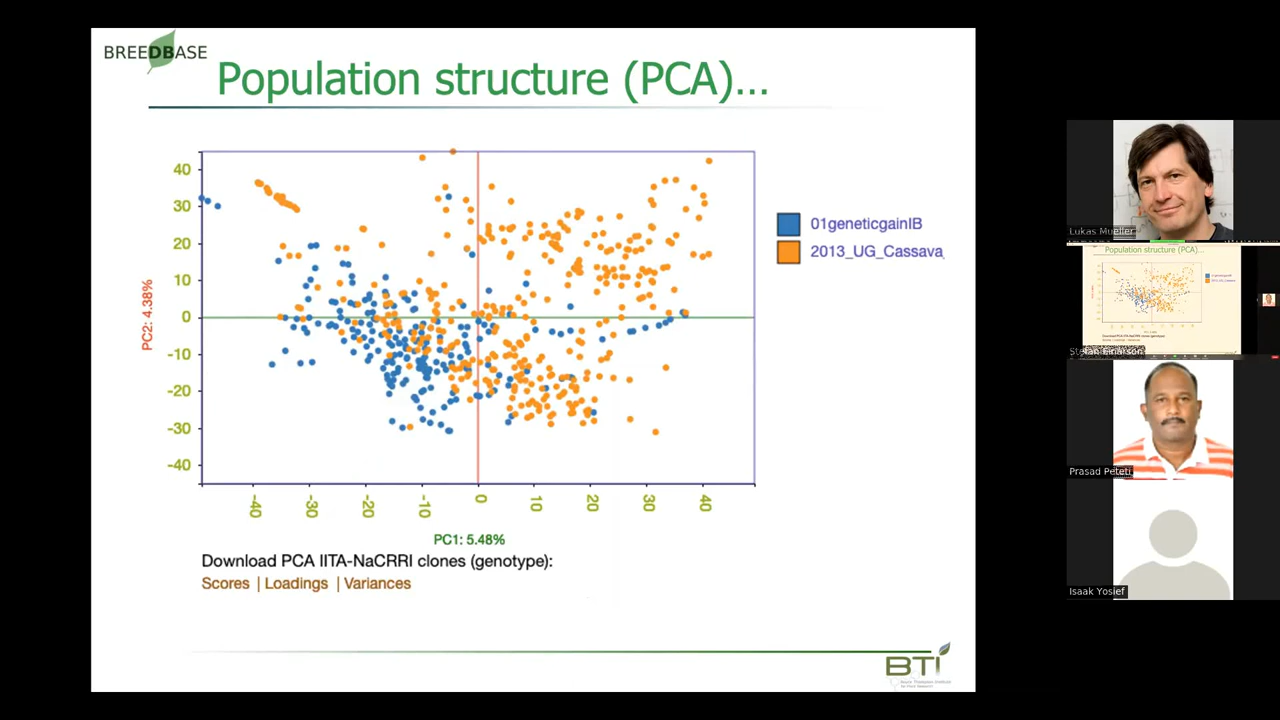 BREEDBASE
Population structure (PCA)...
40
30
20
10
0
-10
-20
-30
-40
PC2: 4.38%
-40
-30
-20
-10
0
10
20
30
40
PC1: 5.48%
01geneticgainIB
2013_UG_Cassava
Download PCA IITA-NaCRRI clones (genotype):
Scores | Loadings | Variances
BTI
Lukas Mueller
Population structure (PCA)...
Prasad Peteti
Isaak Yosief